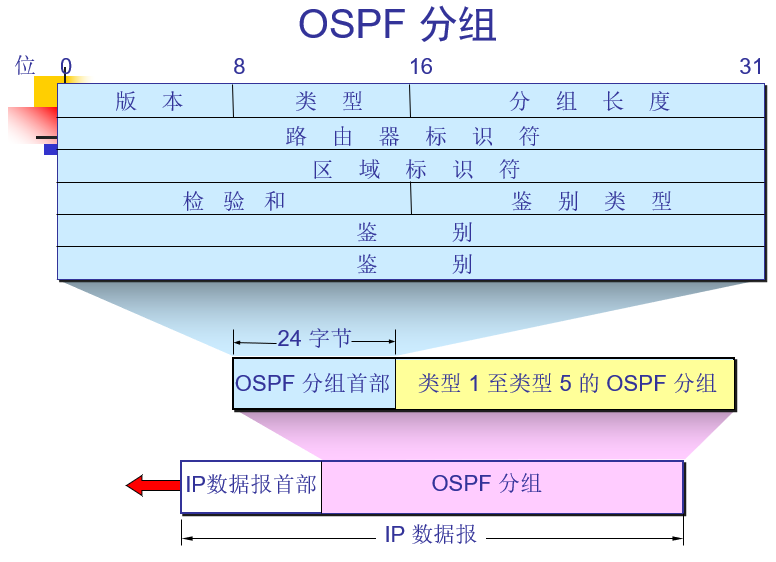 OSPF 分组
位 0 8 16 31
版 本 类 型 分 组 长 度
路 由 器 标 识 符
区 域 标 识 符
检 验 和 鉴 别 类 型
鉴 别
鉴 别
24 字节
OSPF 分组首部 类型 1 至类型 5 的 OSPF 分组
IP数据报首部 OSPF 分组
IP 数据报